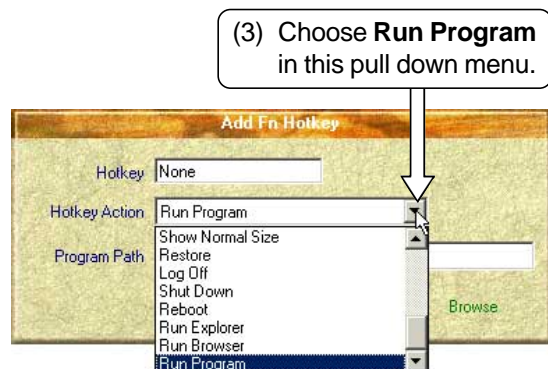 (3) Choose Run Program
in this pull down menu.
Add Fn Hotkey
Hotkey None
Hotkey Action Run Program
Show Normal Size
Program Path Restore
Log Off
Shut Down
Reboot
Browse
Run Explorer
Run Browser
Run Program